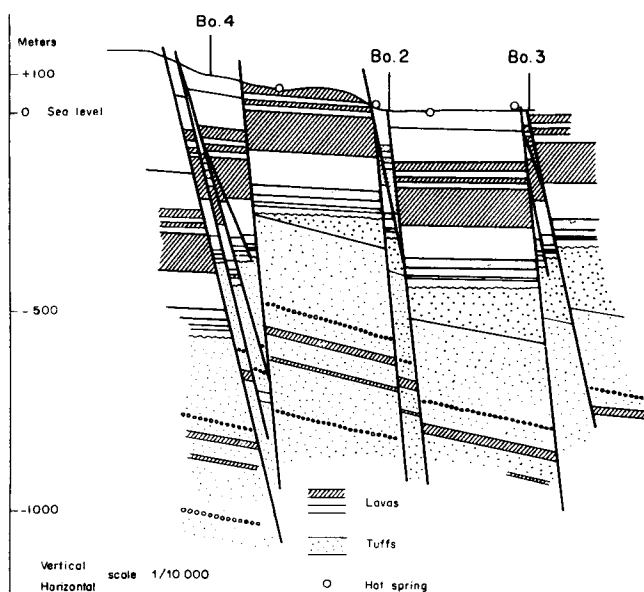 Bo. 4
Meters
Bo. 2
Bo. 3
+100
0 Sea level
-500
-1000
Lavas
Tuffs
Vertical
scale 1/10 000
Horizontal
Hot spring